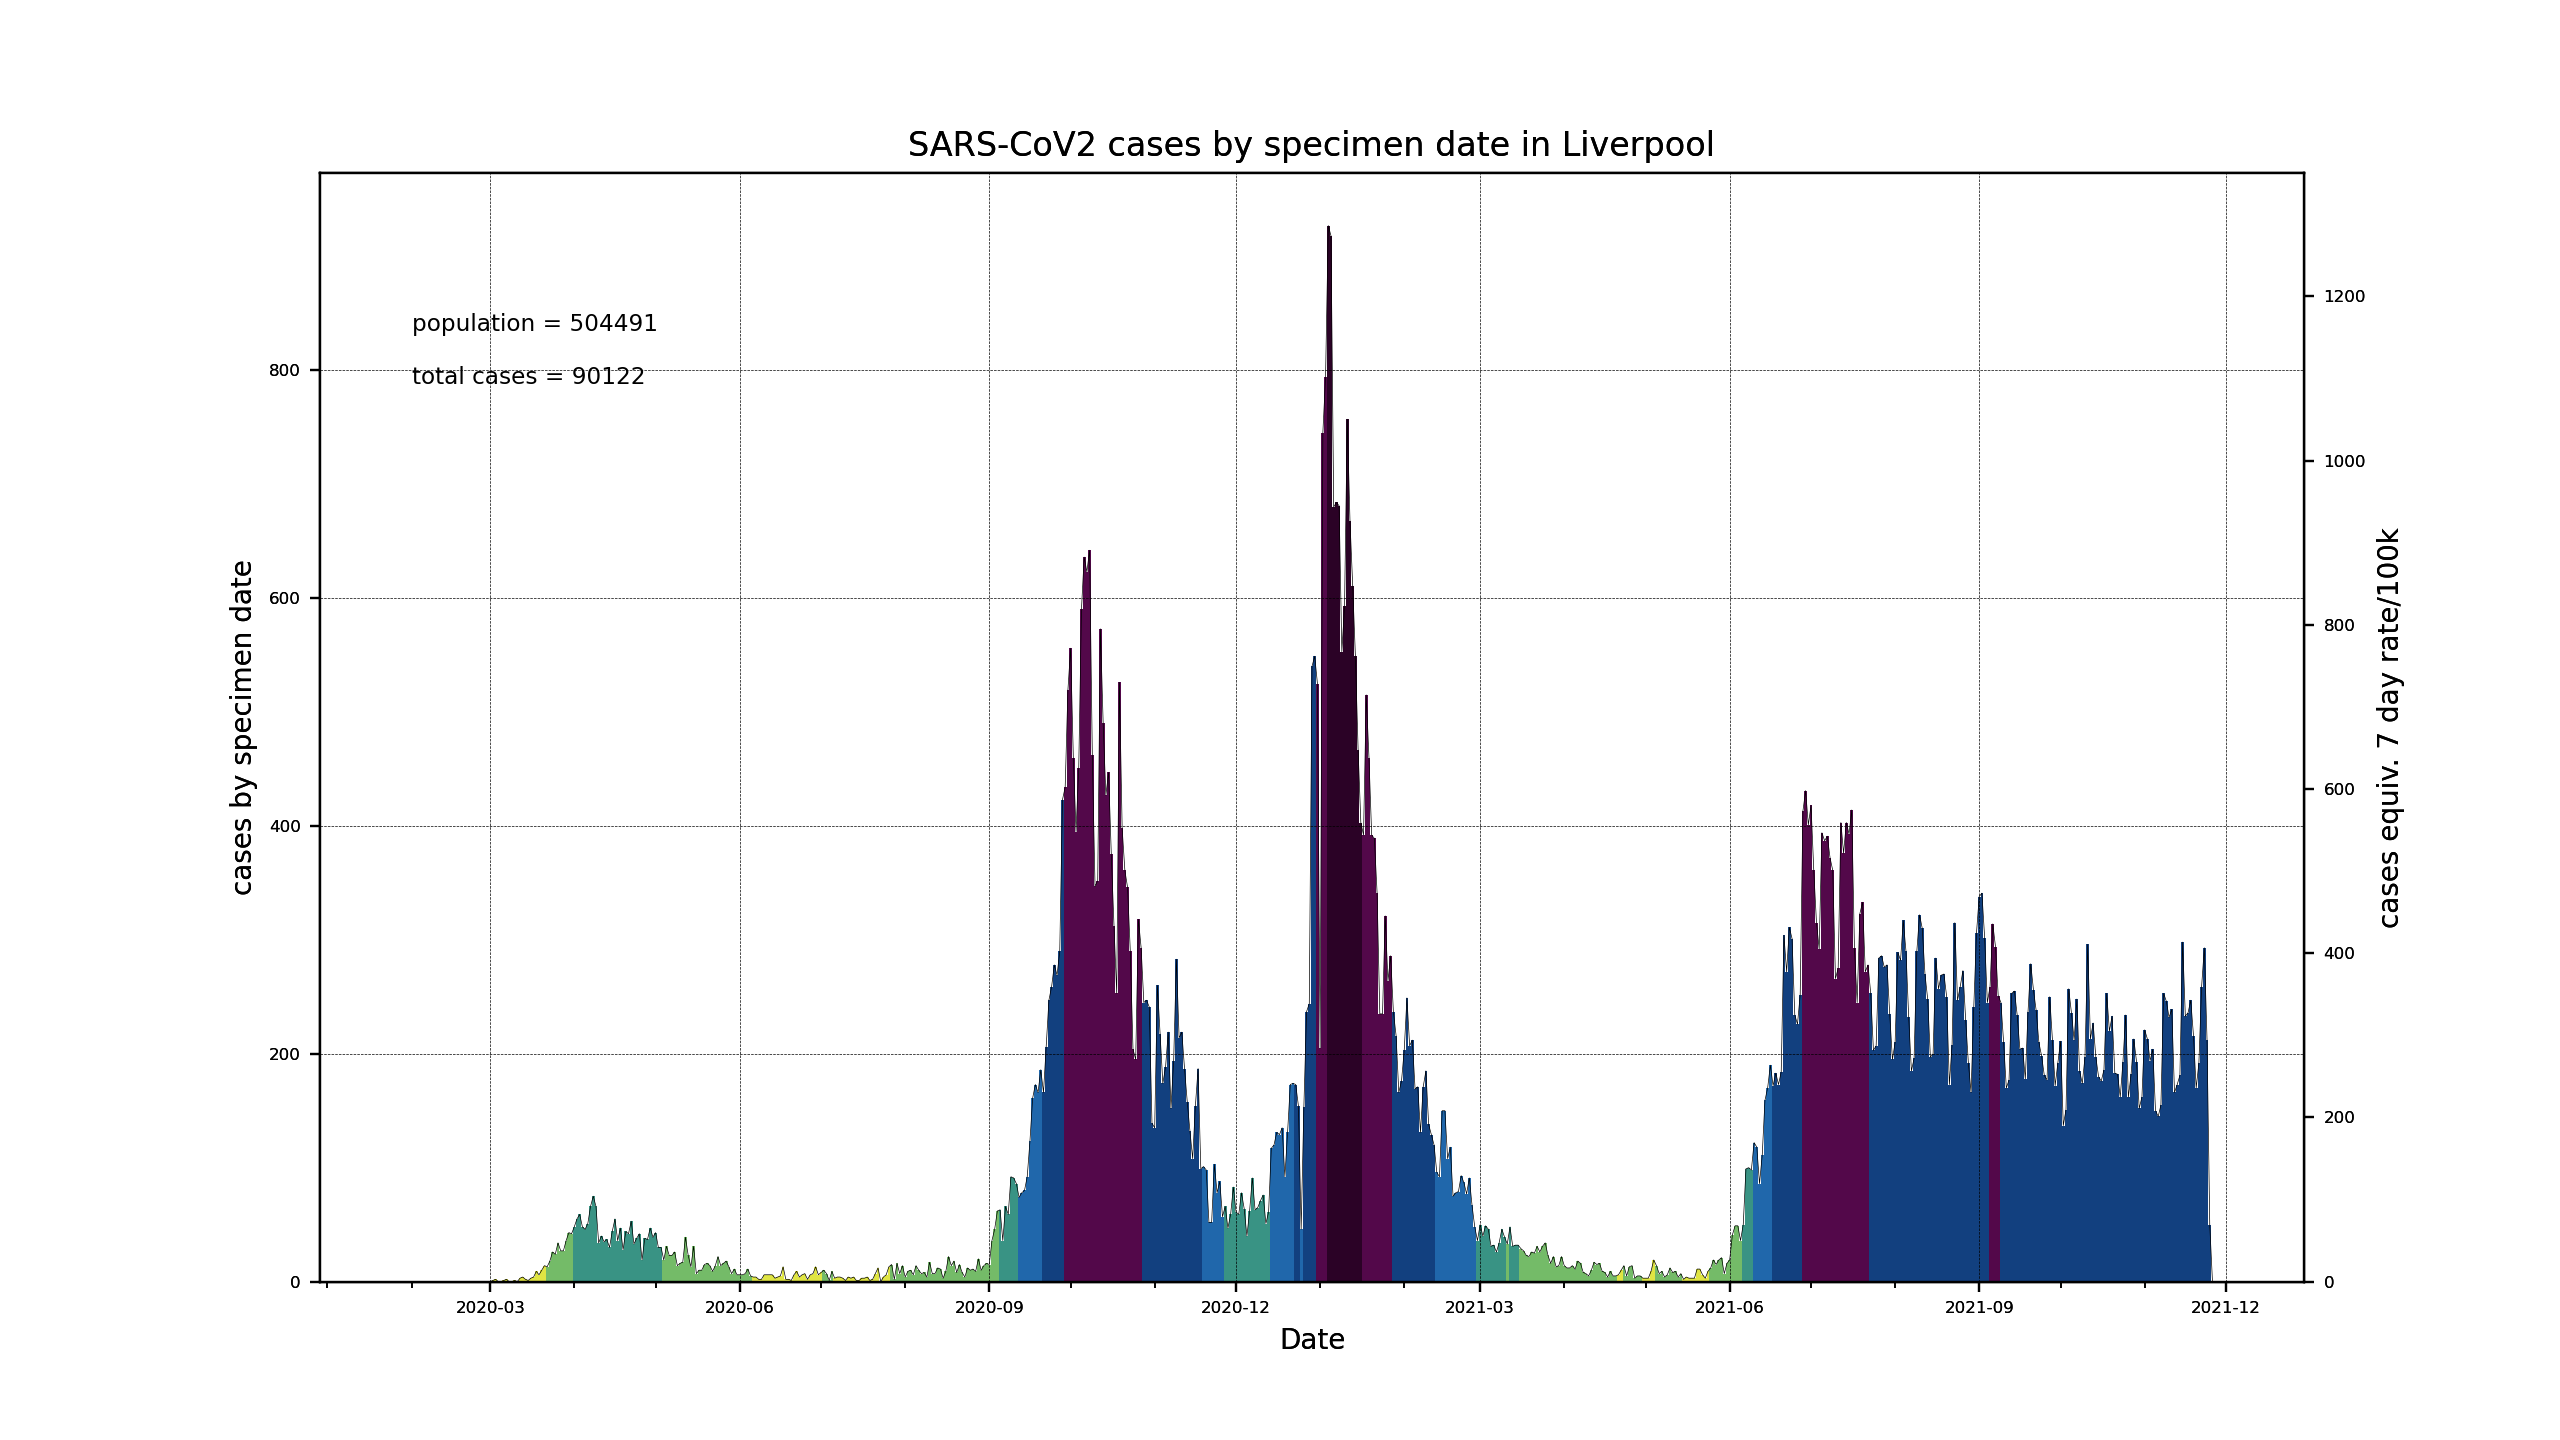 SARS-CoV2 cases by specimen date in Liverpool
population = 504491
total cases = 90122
cases by specimen date
800
600
400
200
0
1200
1000
800
600
400
200
0
cases equiv. 7 day rate/100k
2020-03 2020-06 2020-09 2020-12 2021-03 2021-06 2021-09 2021-12
Date